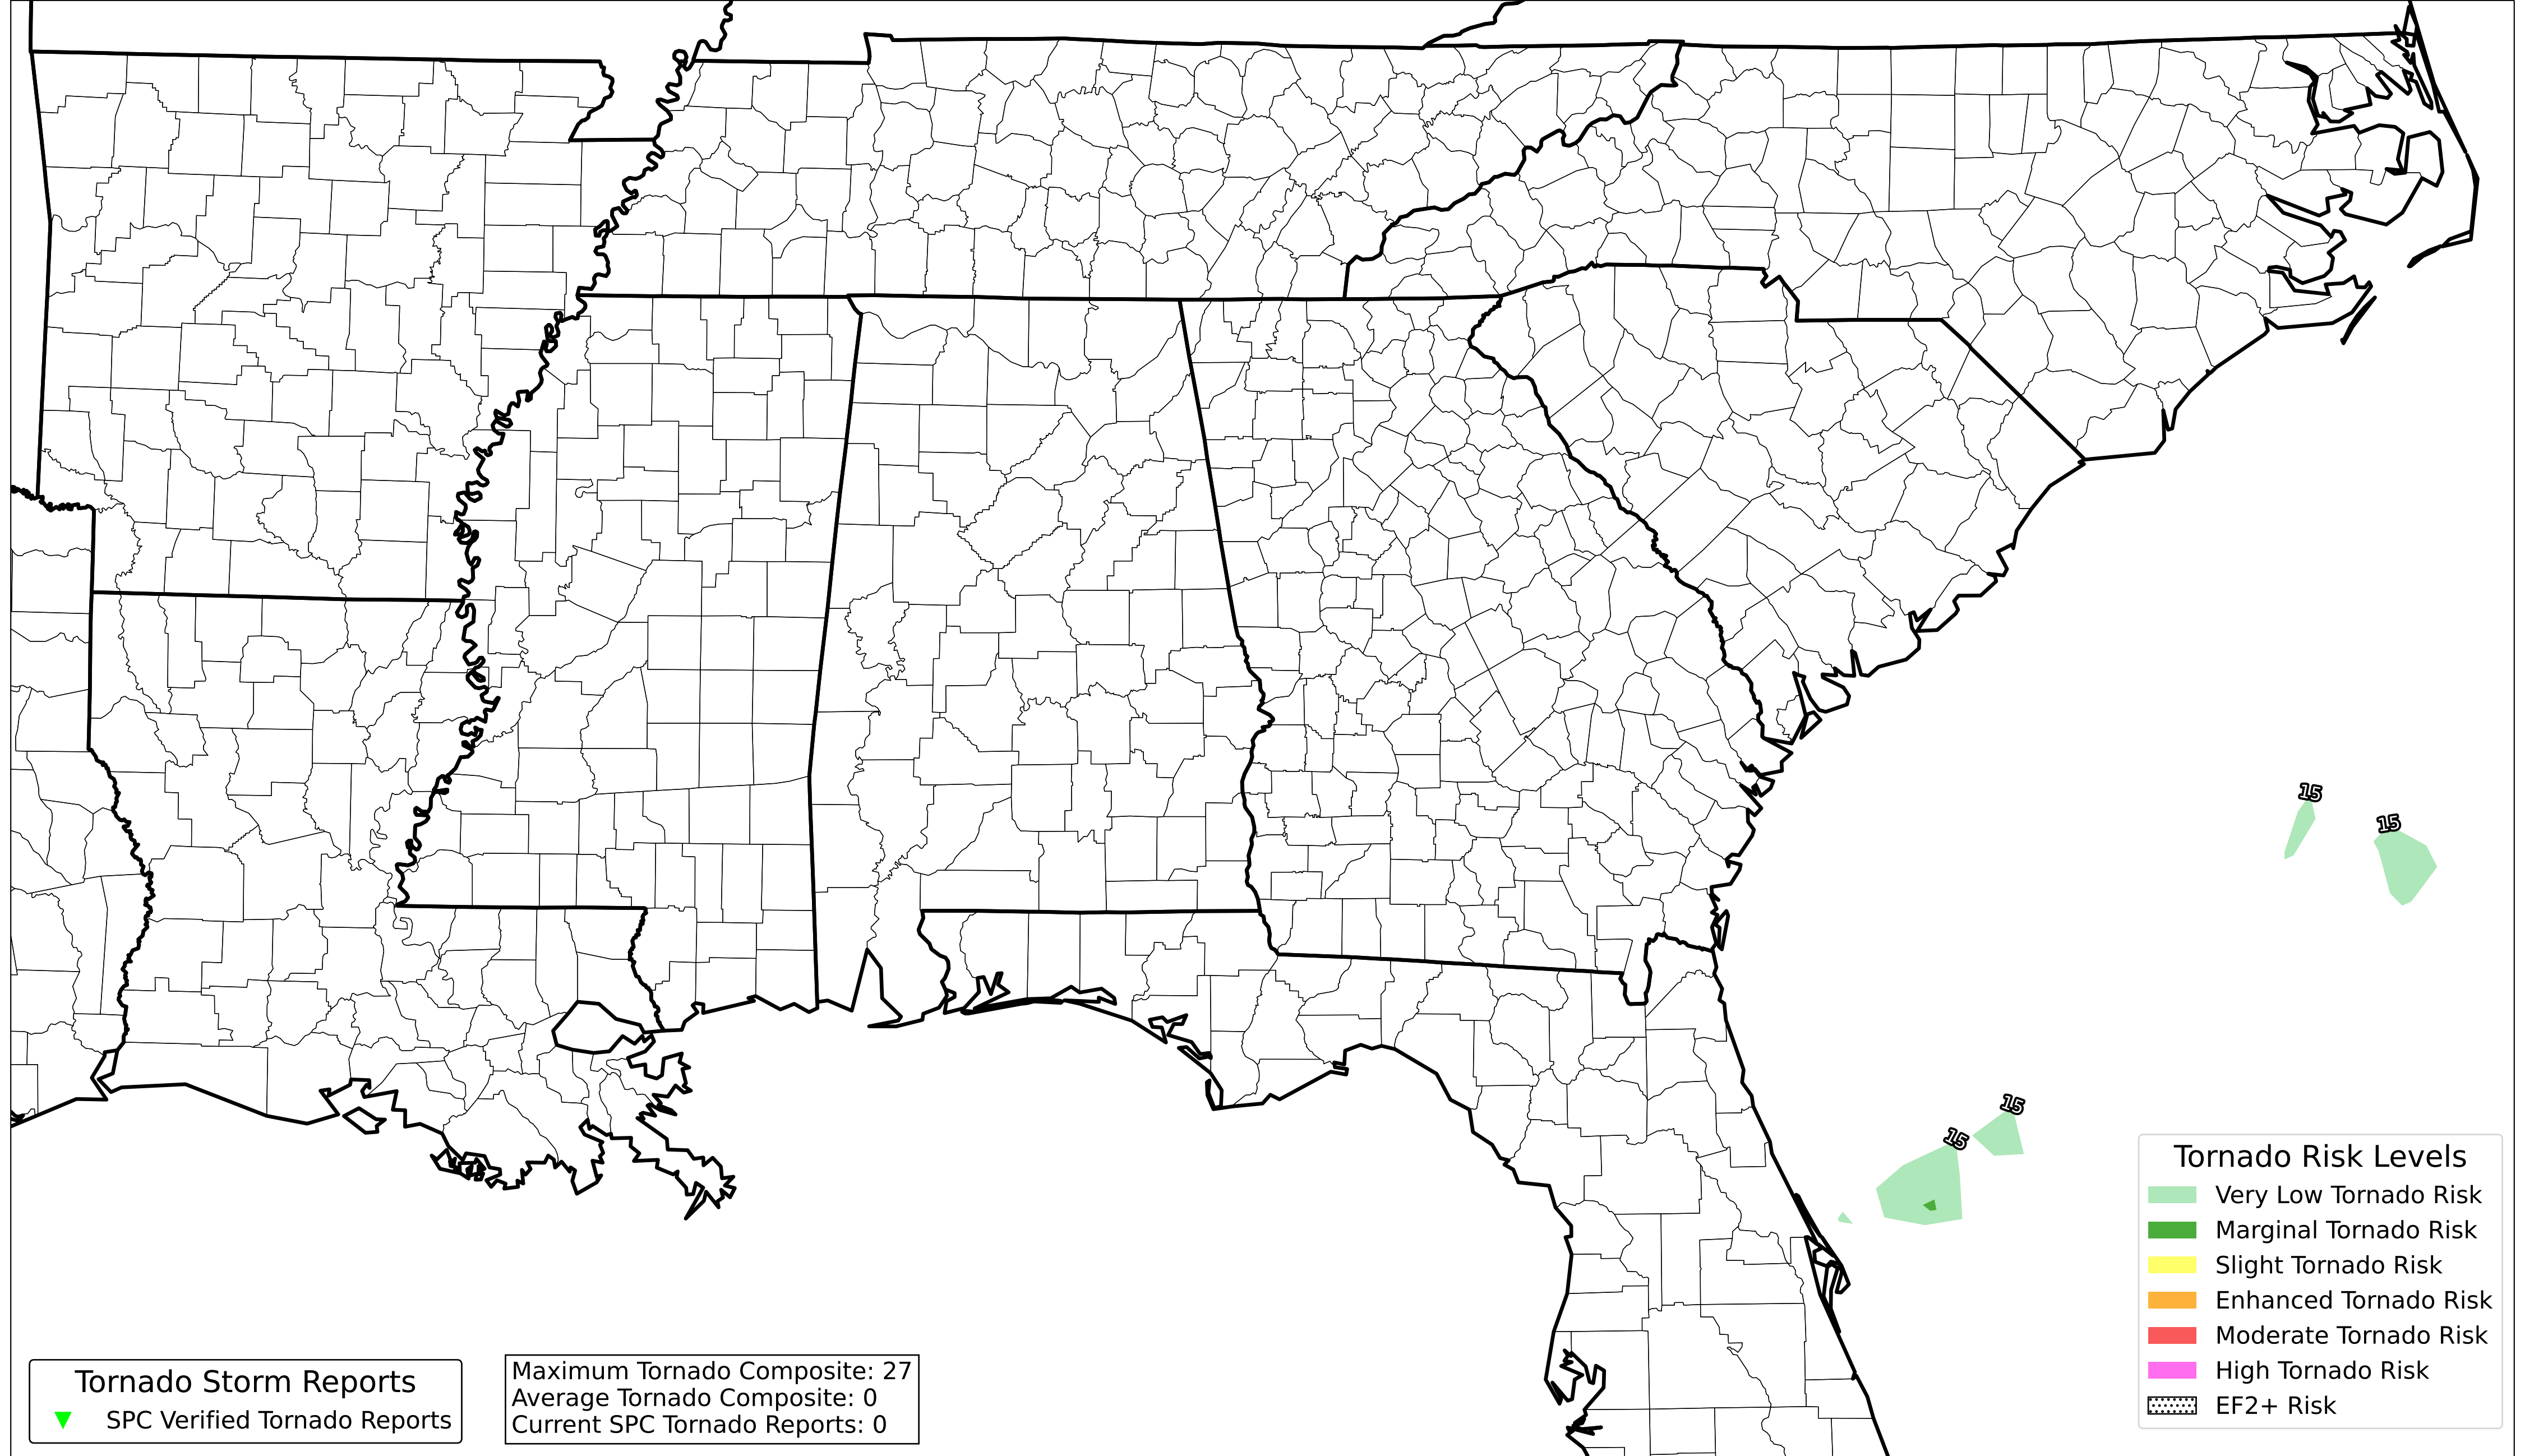 15
15
15
15
Tornado Risk Levels
Very Low Tornado Risk
Marginal Tornado Risk
Slight Tornado Risk
Enhanced Tornado Risk
Moderate Tornado Risk
High Tornado Risk
EF2+ Risk
Tornado Storm Reports
SPC Verified Tornado Reports
Maximum Tornado Composite: 27
Average Tornado Composite: 0
Current SPC Tornado Reports: 0